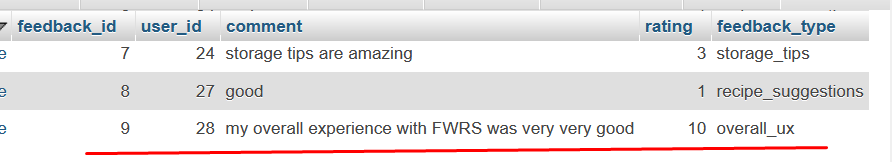 feedback_id user_id comment rating feedback_type
e 7 24 storage tips are amazing 3 storage_tips
e 8 27 good 1 recipe_suggestions
e 9 28 my overall experience with FWRS was very very good 10 overall_ux